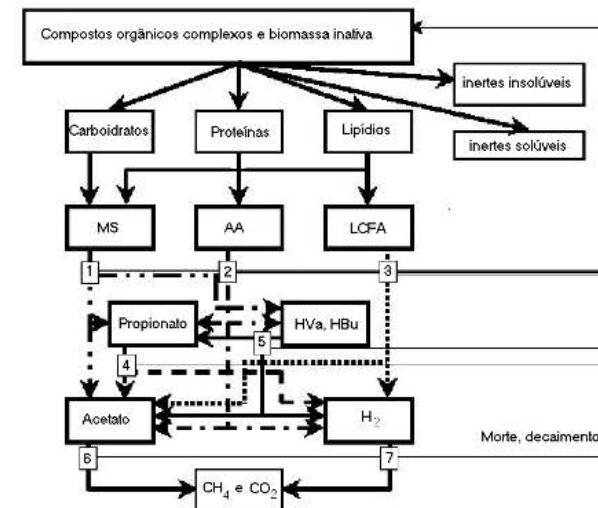 Compostos orgânicos complexos e biomassa inativa
inertes insolúveis
Carboidratos
Proteínas
Lipídios
inertes solúveis
MS
AA
LCFA
1
2
3
Propionato
HVa, HBu
5
4
Acetato
H₂
Morte, decaimento
6
7
CH₄ e CO₂